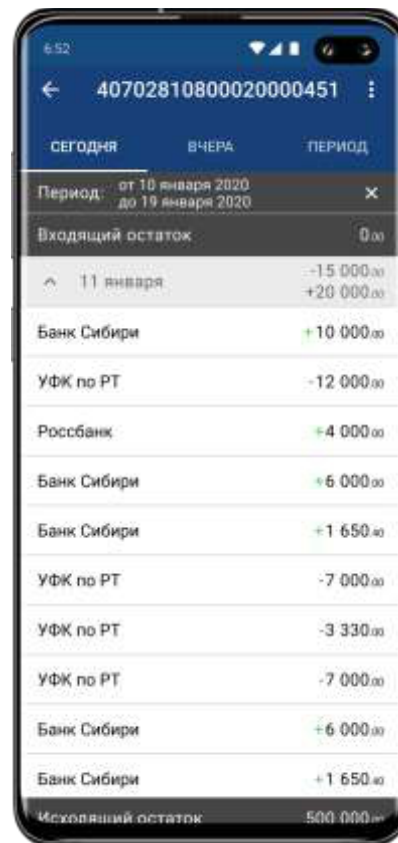 6:52
40702810800020000451
СЕГОДНЯ ВЧЕРА ПЕРИОД
Период: от 10 января 2020
до 19 января 2020
Входящий остаток 0.00
11 января -15 000.00
+20 000.00
Банк Сибири +10 000.00
УФК по РТ -12 000.00
Россбанк +4 000.00
Банк Сибири +6 000.00
Банк Сибири +1 650.40
УФК по РТ -7 000.00
УФК по РТ -3 330.00
УФК по РТ -7 000.00
Банк Сибири +6 000.00
Банк Сибири +1 650.40
Исходящий остаток 500 000.00